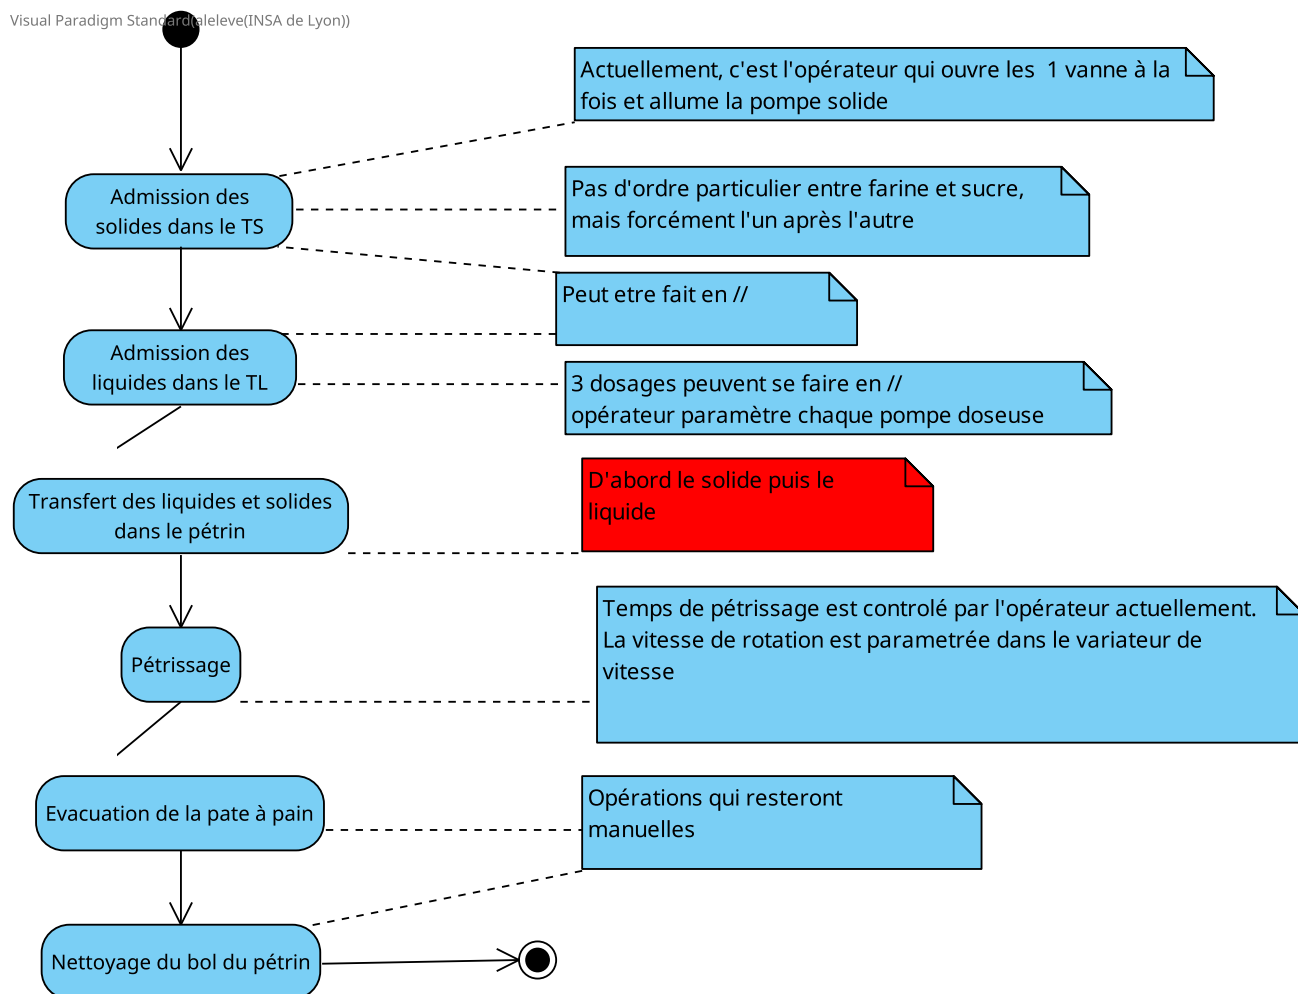 Visual Paradigm Standard(aleleve(INSA de Lyon))
Actuellement, c'est l'opérateur qui ouvre les  1 vanne à la
fois et allume la pompe solide
Admission des
solides dans le TS
Pas d'ordre particulier entre farine et sucre,
mais forcément l'un après l'autre
Peut etre fait en //
Admission des
liquides dans le TL
3 dosages peuvent se faire en //
opérateur paramètre chaque pompe doseuse
D'abord le solide puis le
liquide
Transfert des liquides et solides
dans le pétrin
Temps de pétrissage est controlé par l'opérateur actuellement.
La vitesse de rotation est parametrée dans le variateur de
vitesse
Pétrissage
Evacuation de la pate à pain
Opérations qui resteront
manuelles
Nettoyage du bol du pétrin